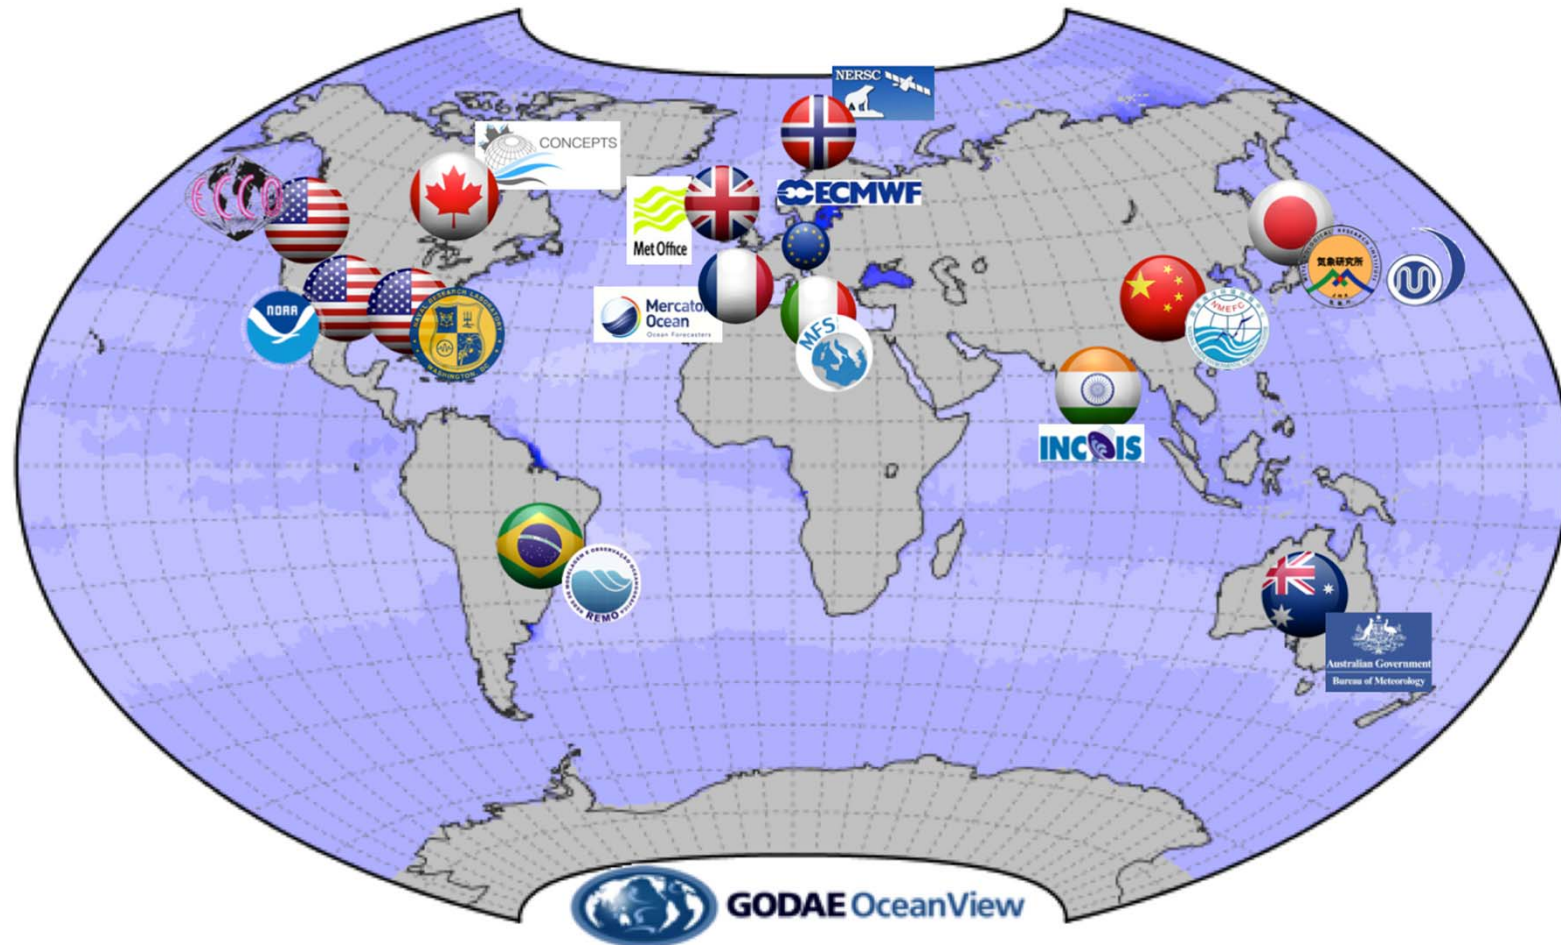 NERSC
CONCEPTS
ECCO
ECMWF
Met Office
気象研究所
NOAA
Mercator
Ocean
Ocean Forecasters
NMEFC
MFS
INCOIS
REMO
Australian Government
Bureau of Meteorology
GODAE OceanView